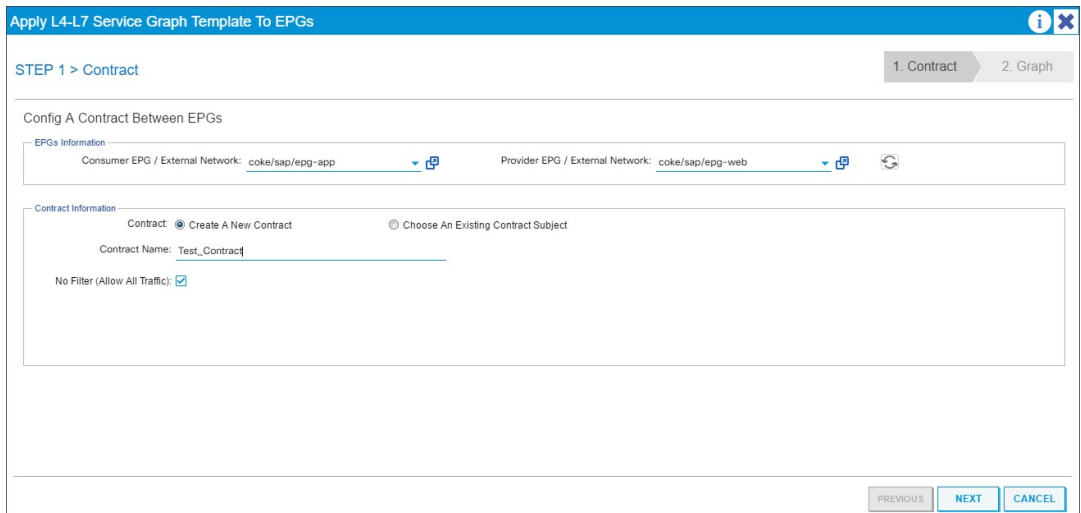 Apply L4-L7 Service Graph Template To EPGs
STEP 1 > Contract
1. Contract
2. Graph
Config A Contract Between EPGs
EPGs Information
Consumer EPG / External Network: coke/sap/epg-app
Provider EPG / External Network: coke/sap/epg-web
Contract Information
Contract: Create A New Contract
Choose An Existing Contract Subject
Contract Name: Test_Contract
No Filter (Allow All Traffic):
PREVIOUS
NEXT
CANCEL